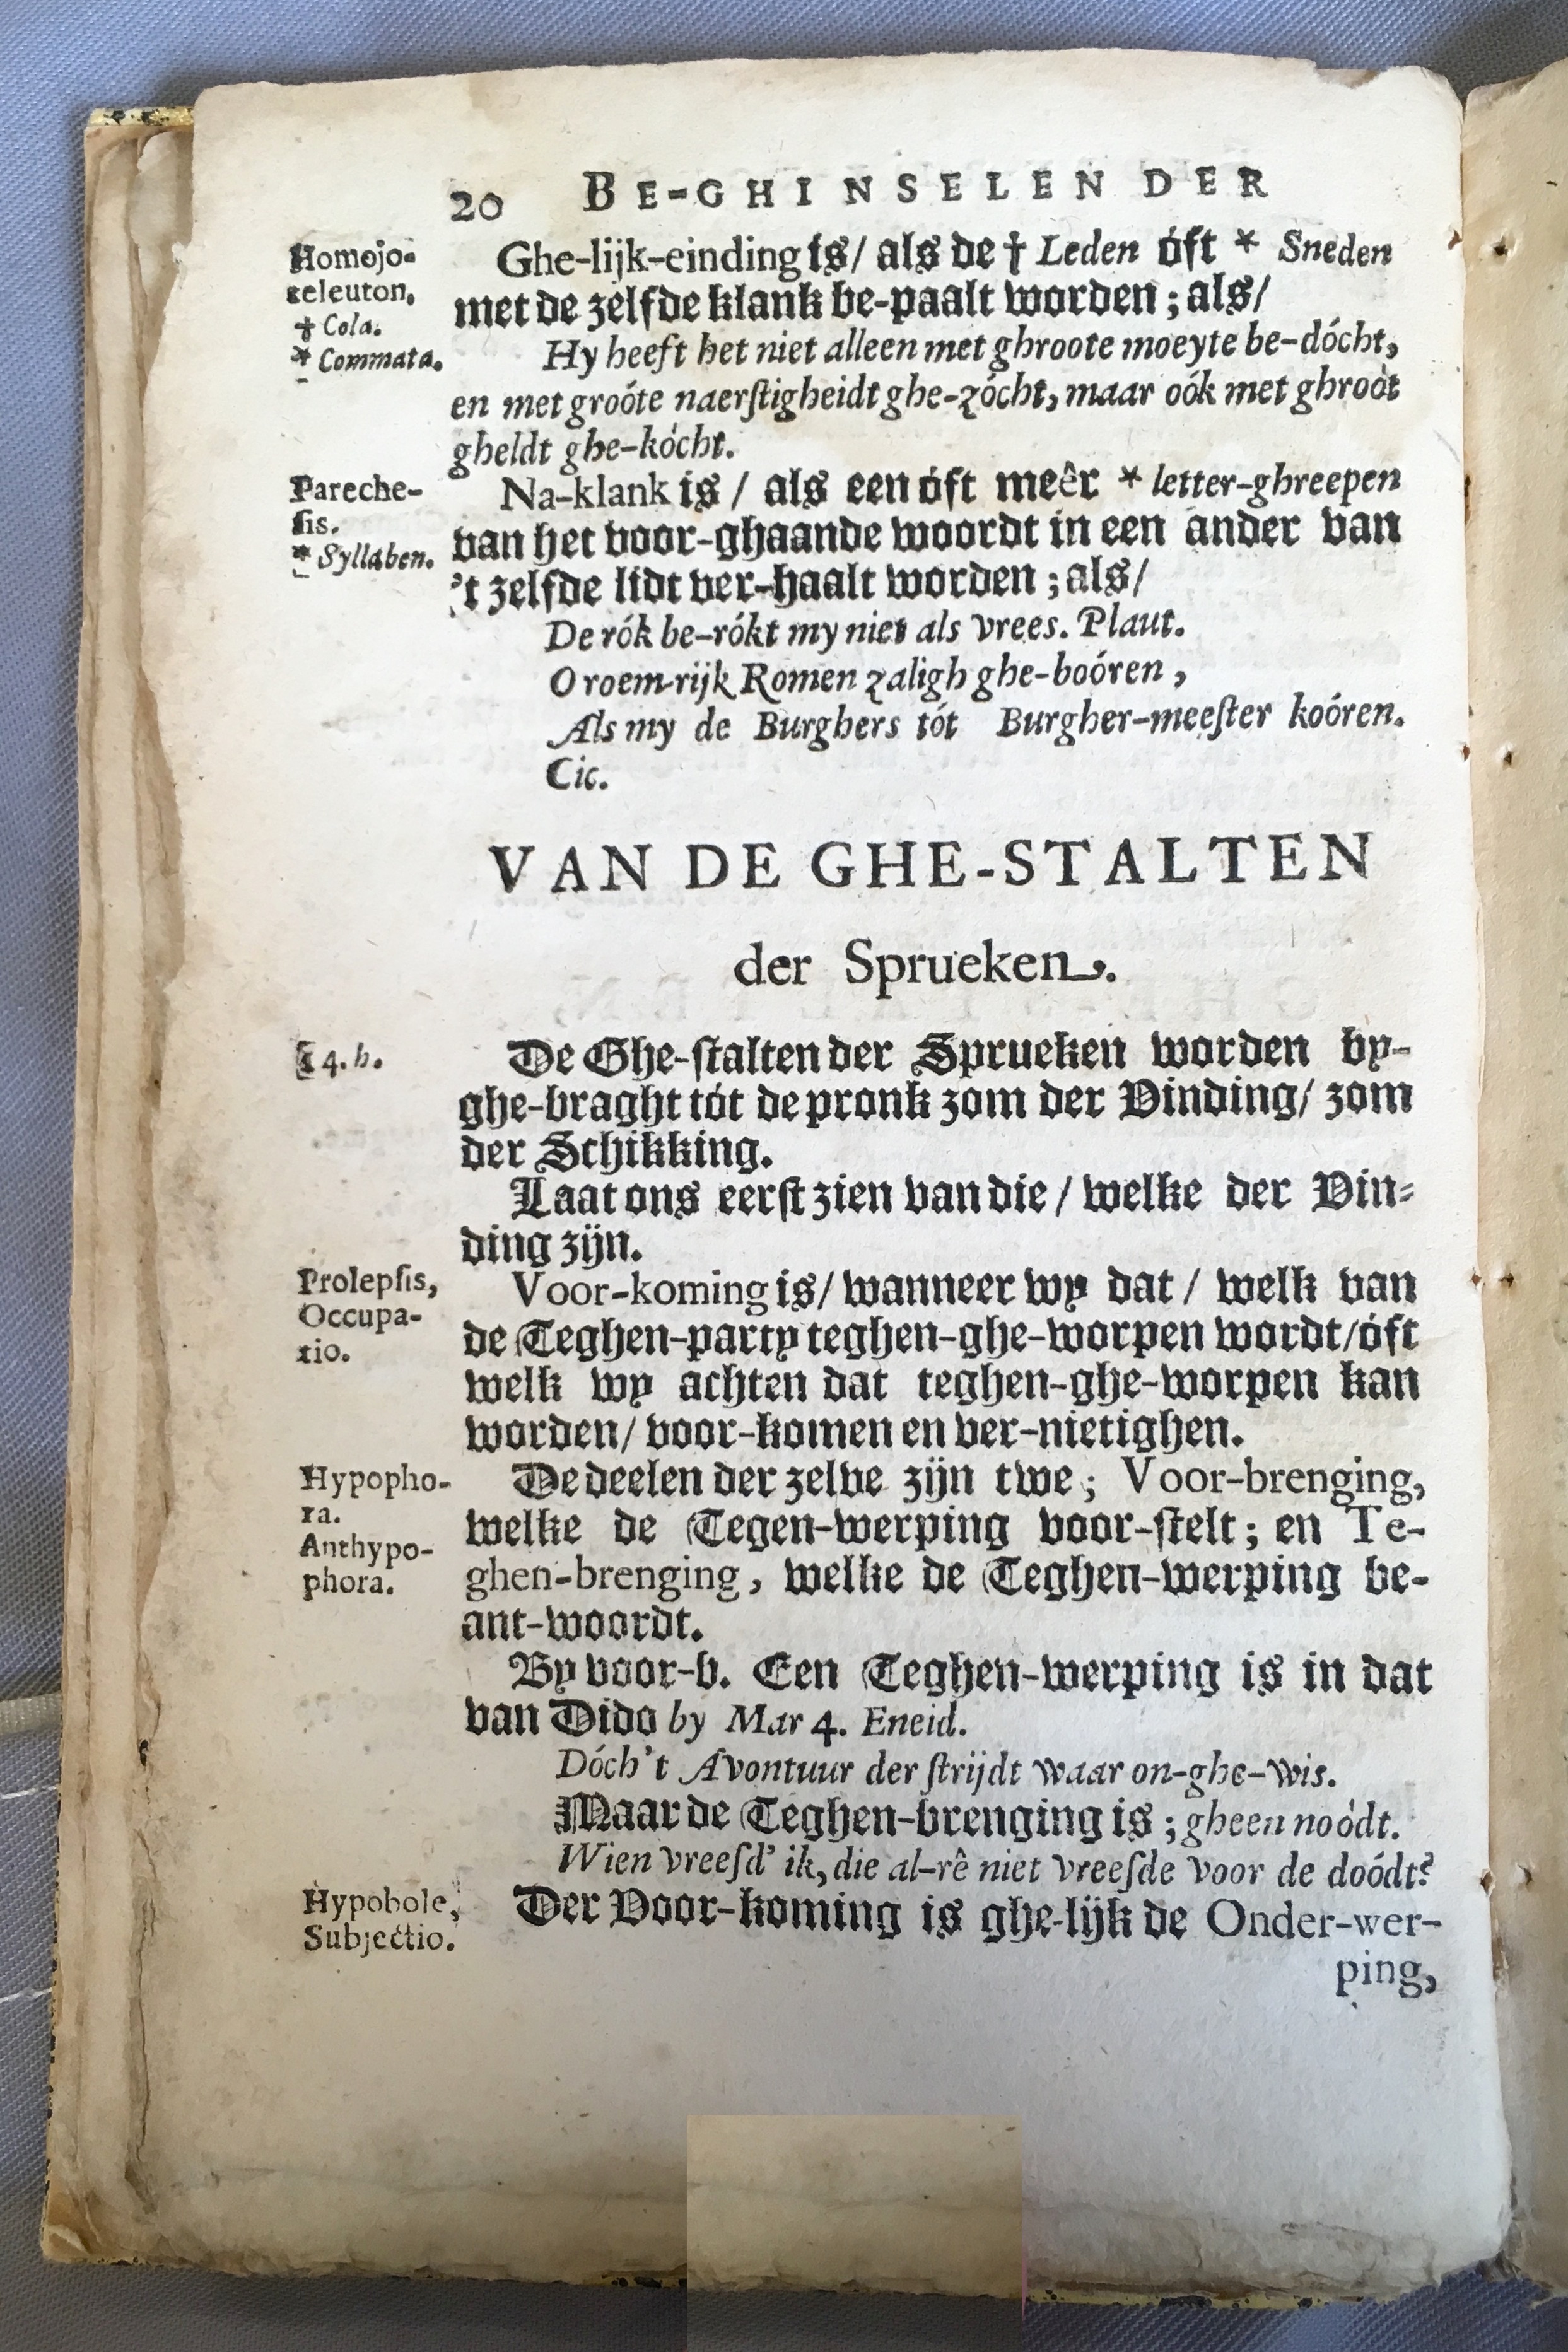 20 BE-GHINSELEN DER
Homojo-
teleuton.
† Cola.
* Commata.
Ghe-lijk-einding is/ als de † Leden óft * Sneden
met de zelfde klank be-paalt worden; als/
Hy heeft het niet alleen met ghroote moeyte be-dócht,
en met groóte naerstigheidt ghe-zócht, maar oók met ghroót
gheldt ghe-kócht.
Pareche-
sis.
* Syllaben.
Na-klank is / als een óft meêr * letter-ghreepen
van het voor-ghaande woordt in een ander van
't zelfde lidt ver-haalt worden; als/
De rók be-rókt my niet als vrees. Plaut.
O roem-rijk Romen zaligh ghe-boóren,
Als my de Burghers tót Burgher-meester koóren.
Cic.
VAN DE GHE-STALTEN
der Sprueken.
14. h.
De Ghe-stalten der Sprueken worden by-
ghe-braght tót de pronk zom der Vinding/ zom
der Schikking.
Laat ons eerst zien van die / welke der Vin-
ding zijn.
Prolepsis,
Occupa-
tio.
Voor-koming is/ wanneer wy dat / welk van
de Teghen-party teghen-ghe-worpen wordt/óft
welk wy achten dat teghen-ghe-worpen kan
worden/ voor-komen en ver-nietighen.
Hypopho-
ra.
Anthypo-
phora.
De deelen der zelve zijn twe; Voor-brenging,
welke de Tegen-werping voor-stelt; en Te-
ghen-brenging, welke de Teghen-werping be-
ant-woordt.
By voor-b. Een Teghen-werping is in dat
van Dido by Mar 4. Eneid.
Dóch 't Avontuur der strijdt waar on-ghe-wis.
Maar de Teghen-brenging is; gheen noódt.
Wien vreesd' ik, die al-rê niet vreesde voor de doódt?
Hypobole,
Subjectio.
Der Voor-koming is ghe-lijk de Onder-wer-
ping,